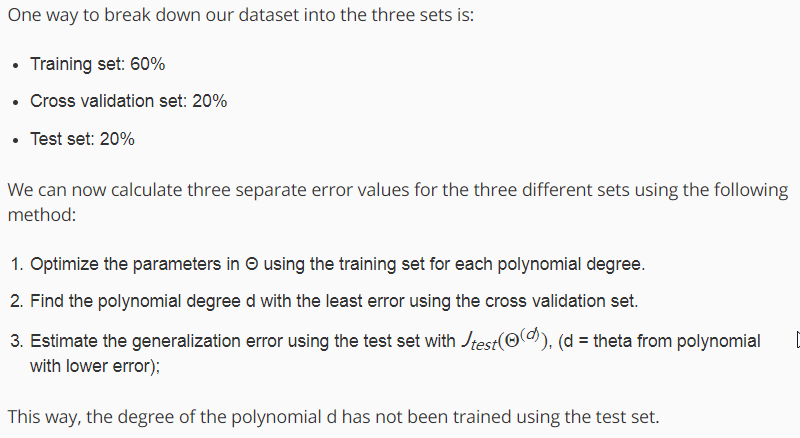 One way to break down our dataset into the three sets is:
• Training set: 60%
• Cross validation set: 20%
• Test set: 20%
We can now calculate three separate error values for the three different sets using the following
method:
1. Optimize the parameters in Θ using the training set for each polynomial degree.
2. Find the polynomial degree d with the least error using the cross validation set.
3. Estimate the generalization error using the test set with J_test(Θ^(d)), (d = theta from polynomial
with lower error);
This way, the degree of the polynomial d has not been trained using the test set.